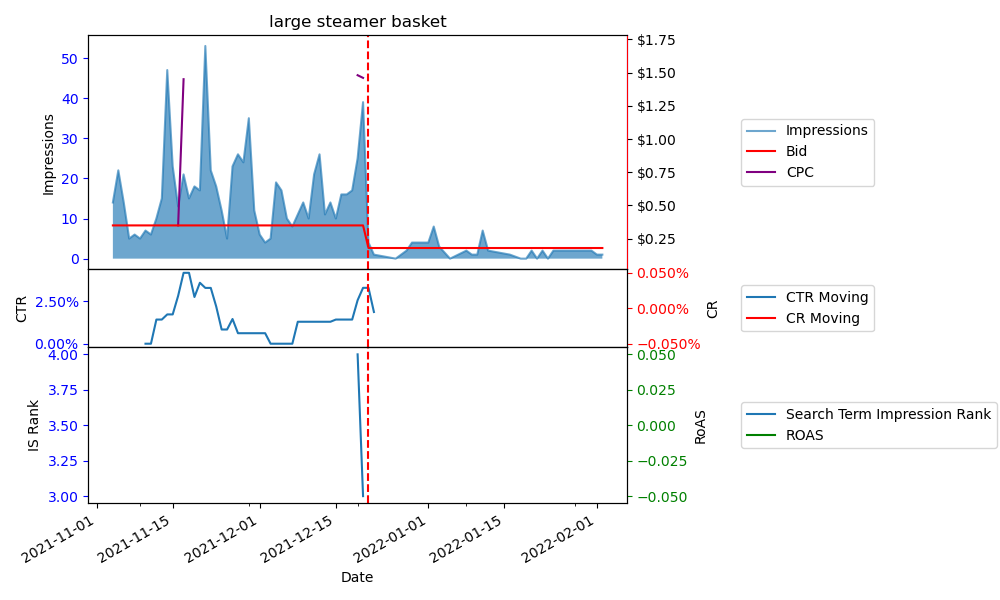 large steamer basket
50
40
30
20
10
0
Impressions
$1.75
$1.50
$1.25
$1.00
$0.75
$0.50
$0.25
Impressions
Bid
CPC
2.50%
0.00%
CTR
0.050%
0.000%
−0.050%
CR
CTR Moving
CR Moving
4.00
3.75
3.50
3.25
3.00
IS Rank
0.050
0.025
0.000
−0.025
−0.050
RoAS
Search Term Impression Rank
ROAS
2021-11-01
2021-11-15
2021-12-01
2021-12-15
2022-01-01
2022-01-15
2022-02-01
Date